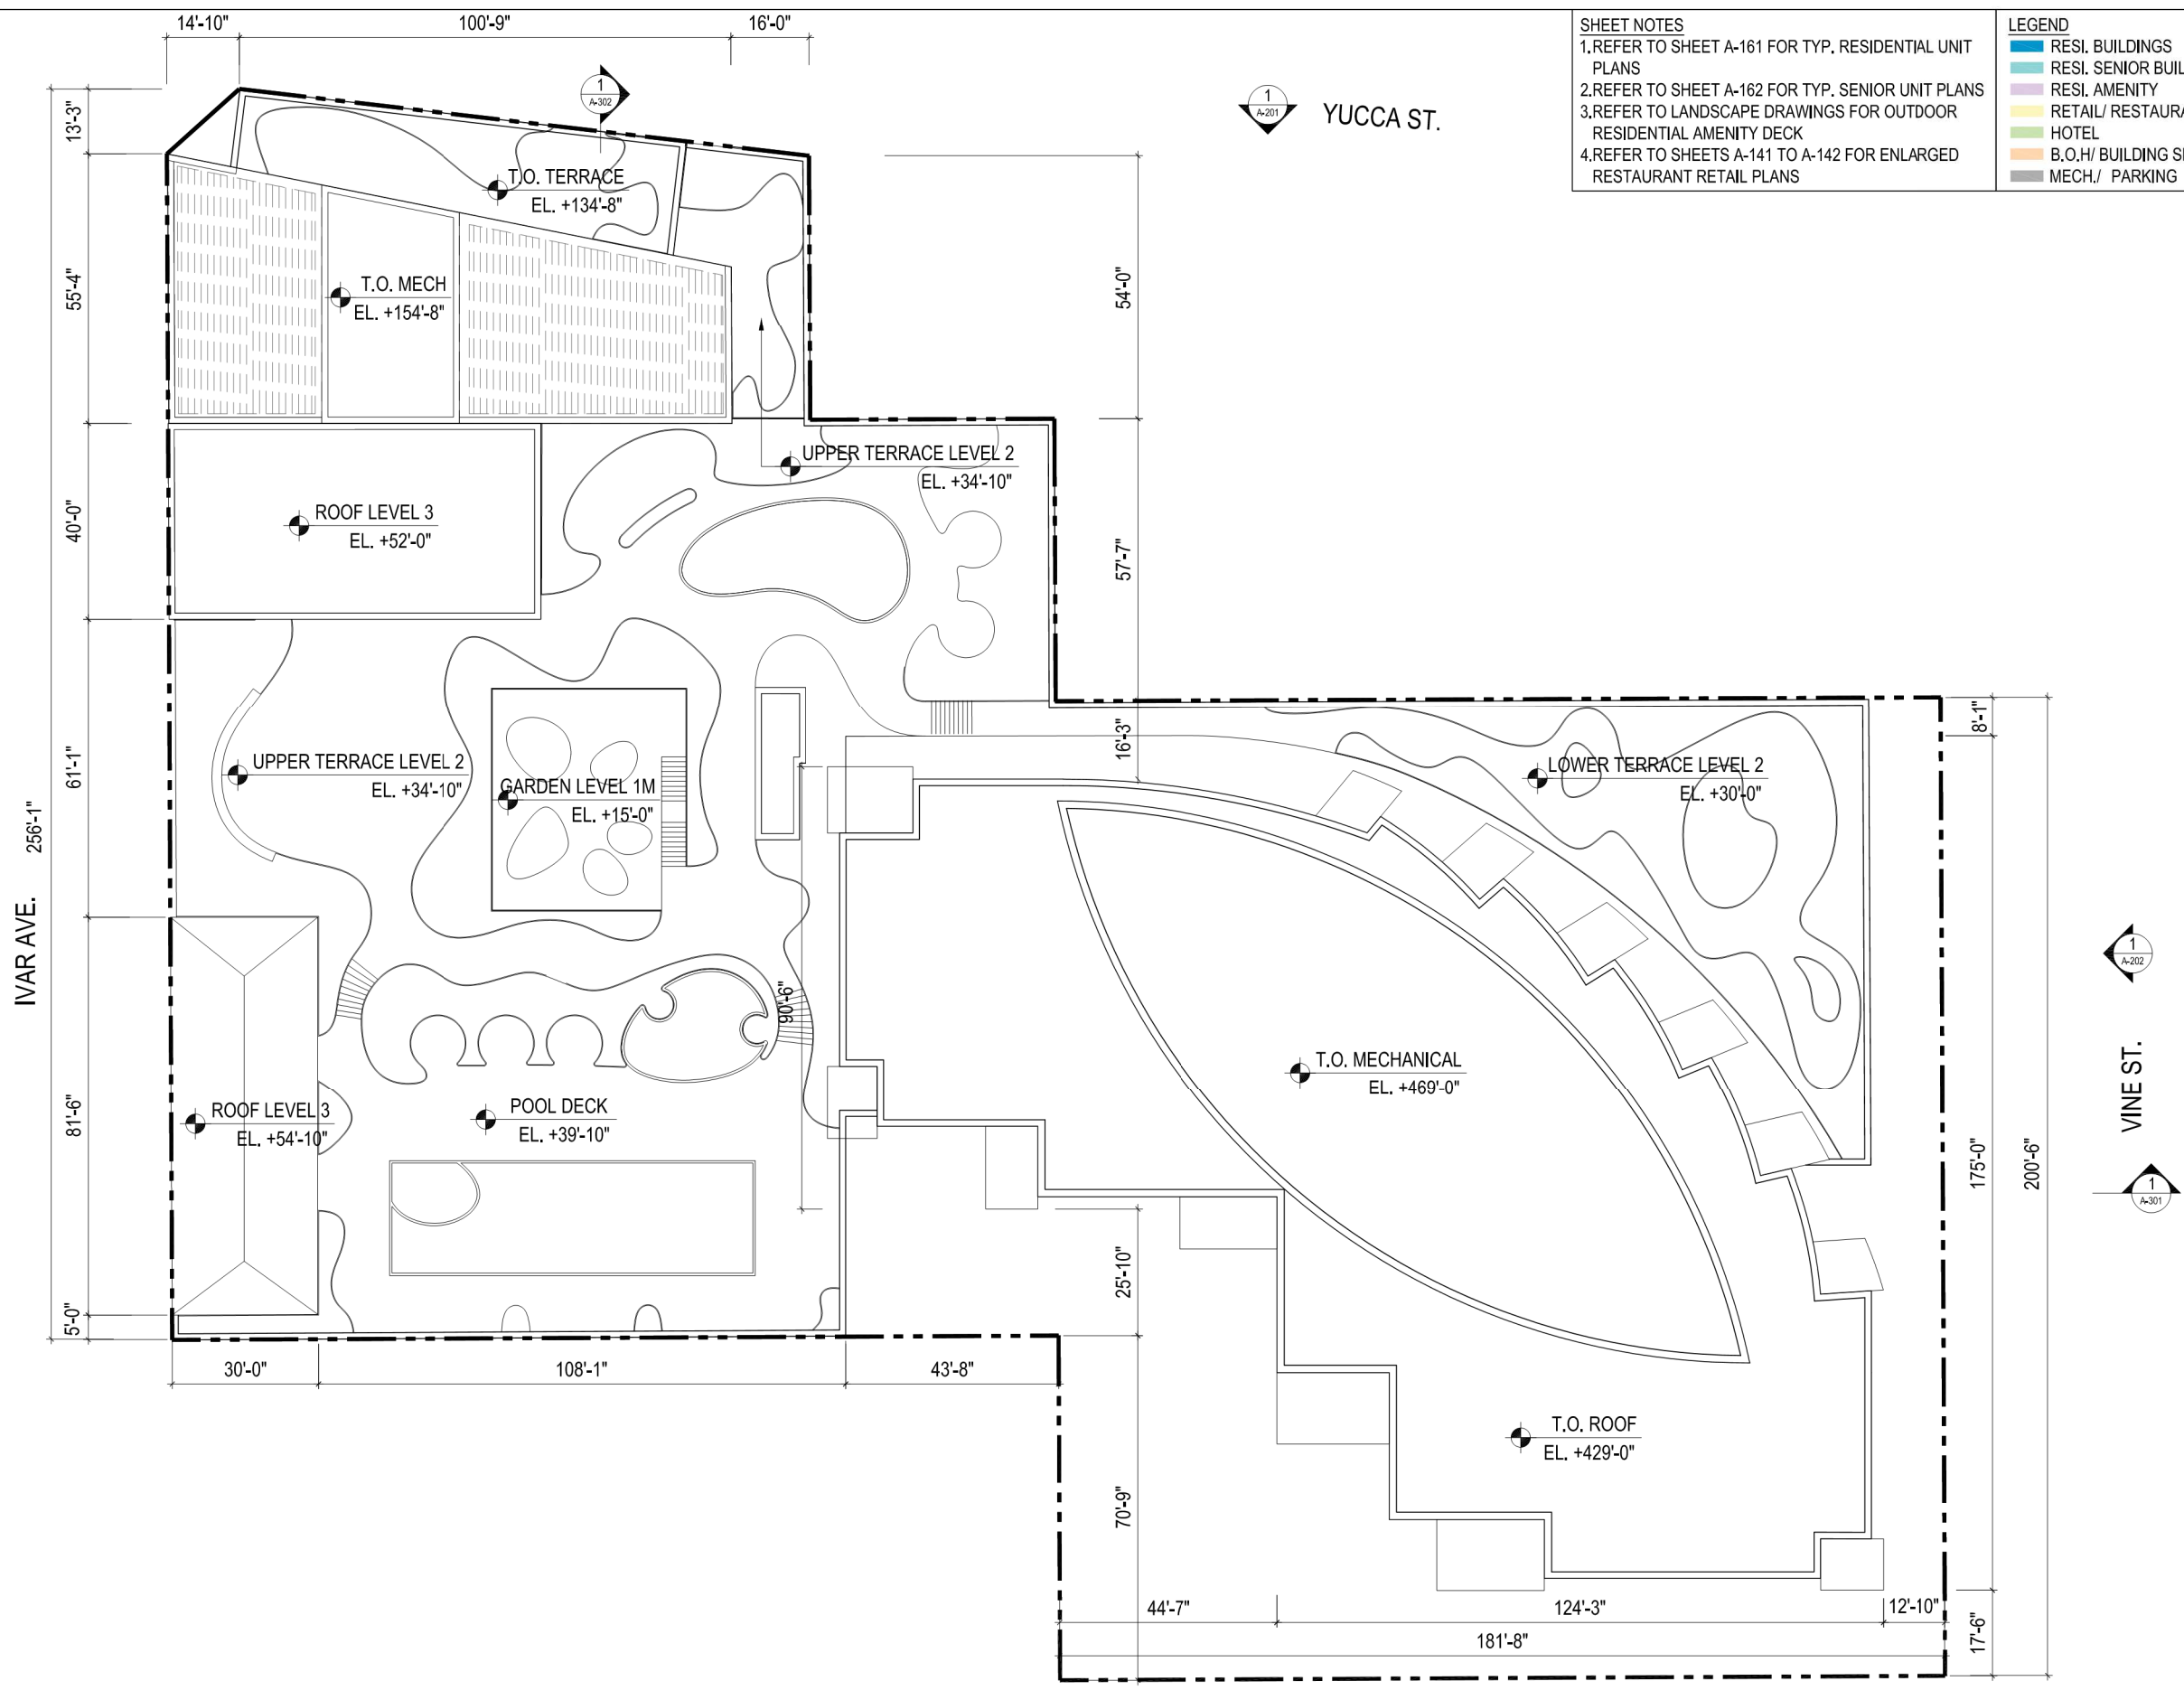 14'-10"
100'-9"
16'-0"
SHEET NOTES
1.REFER TO SHEET A-161 FOR TYP. RESIDENTIAL UNIT
PLANS
2.REFER TO SHEET A-162 FOR TYP. SENIOR UNIT PLANS
3.REFER TO LANDSCAPE DRAWINGS FOR OUTDOOR
RESIDENTIAL AMENITY DECK
4.REFER TO SHEETS A-141 TO A-142 FOR ENLARGED
RESTAURANT RETAIL PLANS
LEGEND
RESI. BUILDINGS
RESI. SENIOR BUIL
RESI. AMENITY
RETAIL/ RESTAURA
HOTEL
B.O.H/ BUILDING SE
MECH./ PARKING
1
A-302
1
A-201
YUCCA ST.
13'-3"
T.O. TERRACE
EL. +134'-8"
55'-4"
T.O. MECH
EL. +154'-8"
54'-0"
UPPER TERRACE LEVEL 2
EL. +34'-10"
40'-0"
ROOF LEVEL 3
EL. +52'-0"
57'-7"
16'-3"
8'-1"
61'-1"
UPPER TERRACE LEVEL 2
EL. +34'-10"
GARDEN LEVEL 1M
EL. +15'-0"
LOWER TERRACE LEVEL 2
EL. +30'-0"
256'-1"
IVAR AVE.
90'-6"
1
A-202
VINE ST.
T.O. MECHANICAL
EL. +469'-0"
81'-6"
ROOF LEVEL 3
EL. +54'-10"
POOL DECK
EL. +39'-10"
175'-0"
200'-6"
1
A-301
25'-10"
5'-0"
30'-0"
108'-1"
43'-8"
T.O. ROOF
EL. +429'-0"
70'-9"
44'-7"
124'-3"
12'-10"
181'-8"
17'-6"